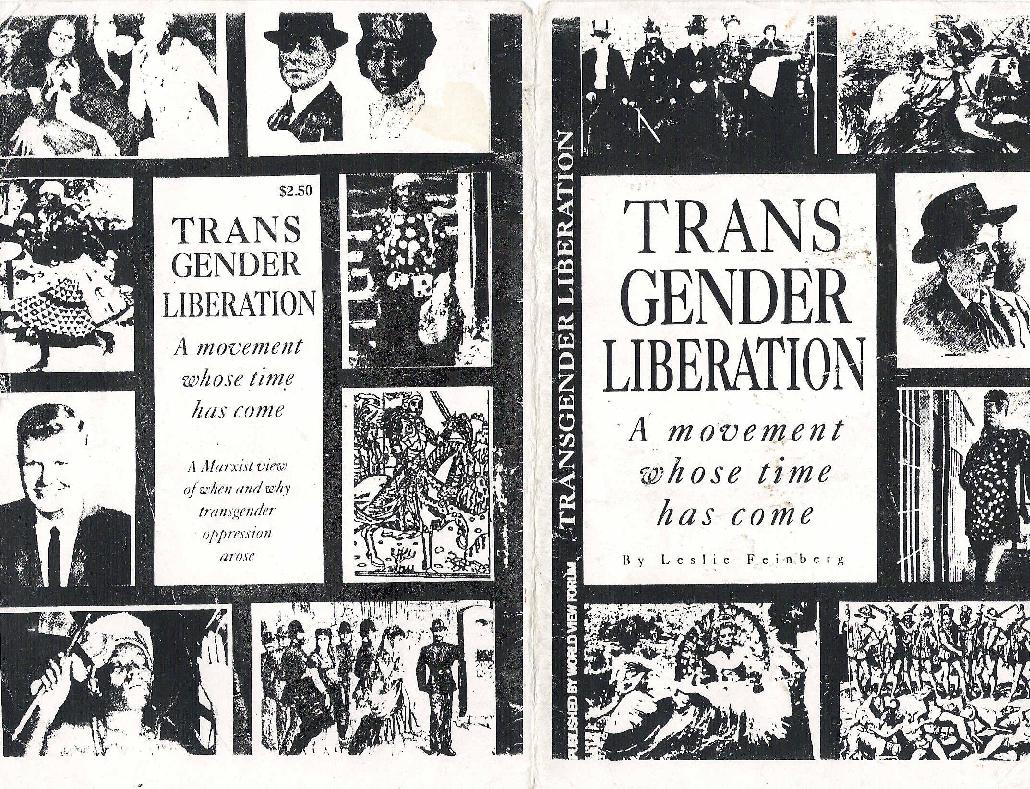 $2.50
TRANS
GENDER
LIBERATION
A movement
whose time
has come
A Marxist view
of when and why
transgender
oppression
arose
TRANSGENDER LIBERATION
PUBLISHED BY WORLD VIEW FORUM
TRANS
GENDER
LIBERATION
A movement
whose time
has come
By Leslie Feinberg